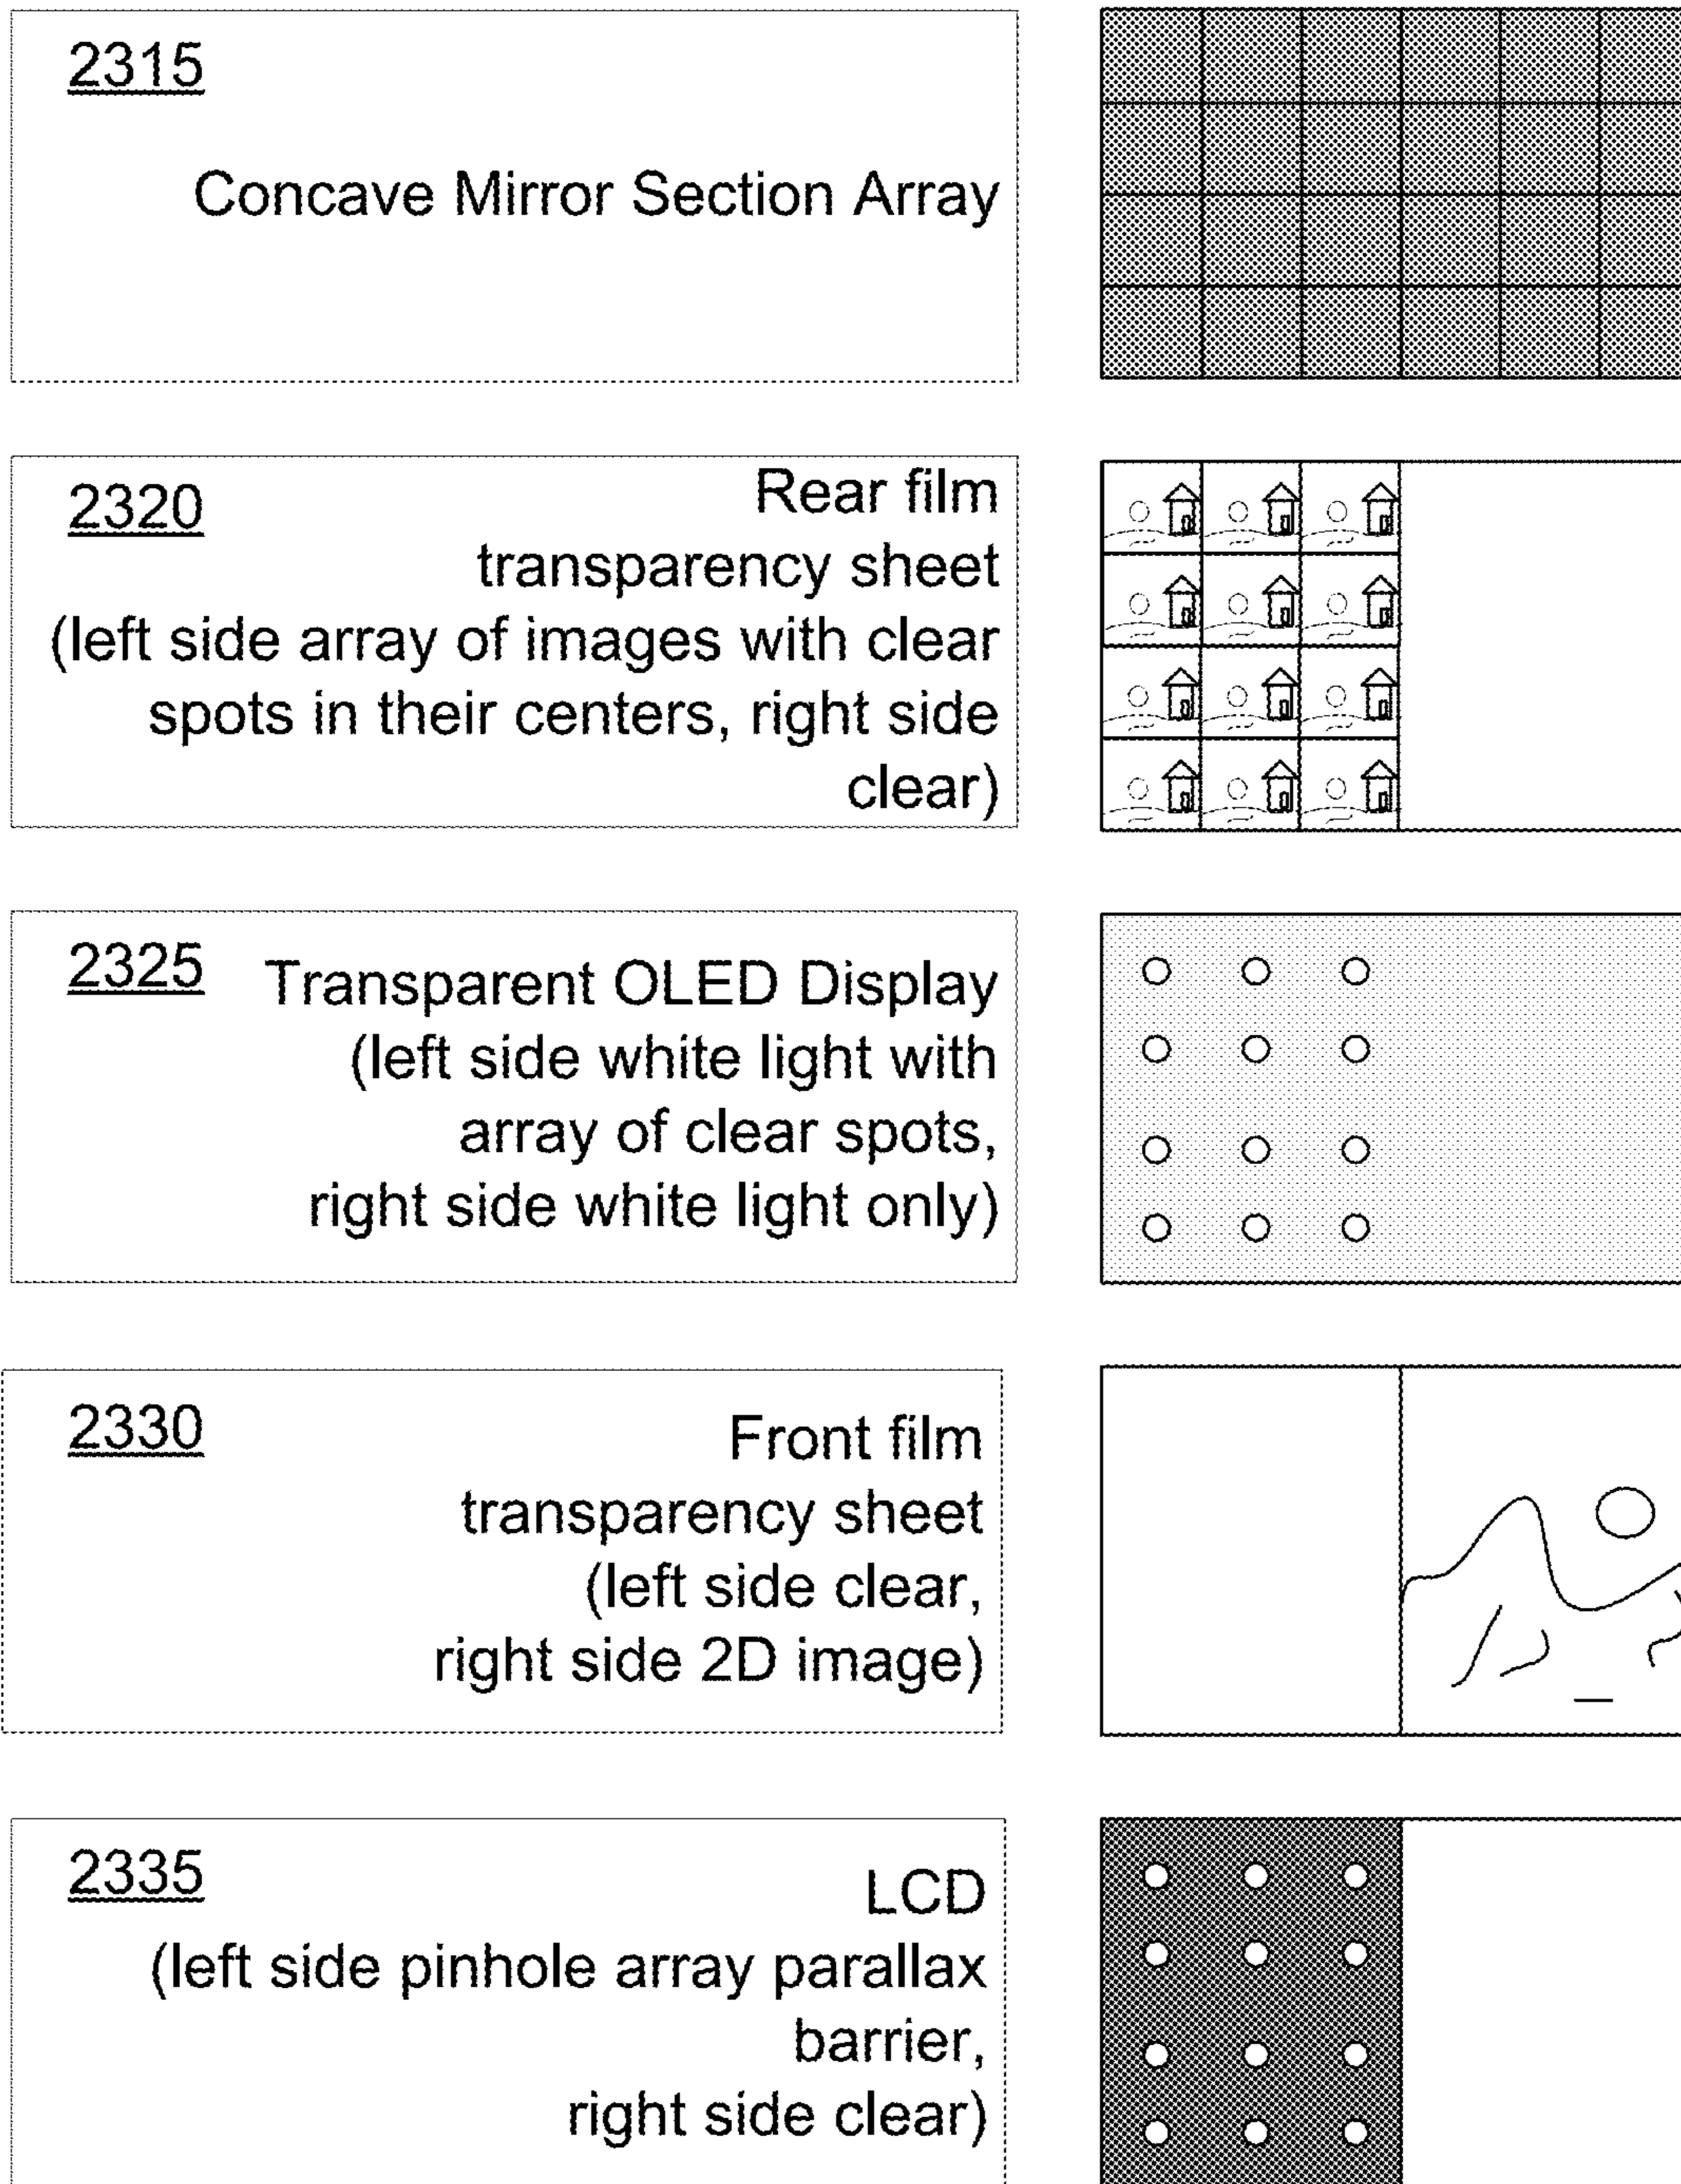 2315
Concave Mirror Section Array
2320
Rear film
transparency sheet
(left side array of images with clear
spots in their centers, right side
clear)
2325 Transparent OLED Display
(left side white light with
array of clear spots,
right side white light only)
2330
Front film
transparency sheet
(left side clear,
right side 2D image)
2335
LCD
(left side pinhole array parallax
barrier,
right side clear)